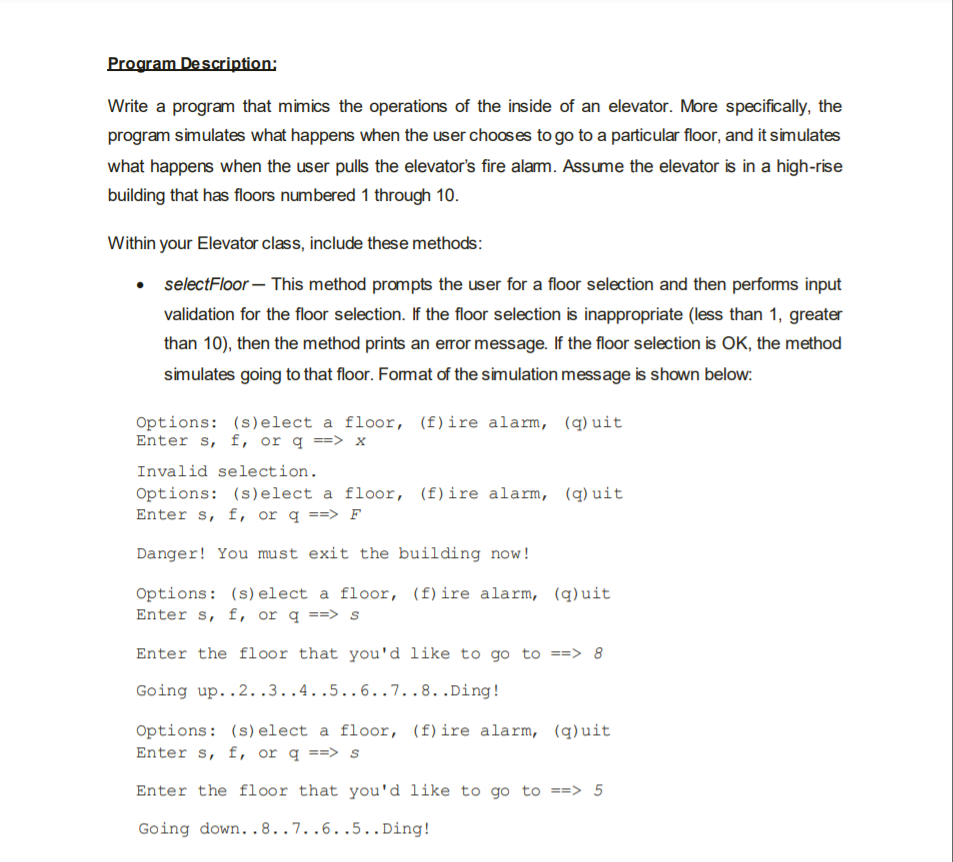 Program Description:
Write a program that mimics the operations of the inside of an elevator. More specifically, the
program simulates what happens when the user chooses to go to a particular floor, and it simulates
what happens when the user pulls the elevator's fire alarm. Assume the elevator is in a high-rise
building that has floors numbered 1 through 10.
Within your Elevator class, include these methods:
• selectFloor – This method prompts the user for a floor selection and then performs input
validation for the floor selection. If the floor selection is inappropriate (less than 1, greater
than 10), then the method prints an error message. If the floor selection is OK, the method
simulates going to that floor. Format of the simulation message is shown below:
Options: (s)elect a floor, (f)ire alarm, (q)uit
Enter s, f, or q ==> x
Invalid selection.
Options: (s)elect a floor, (f)ire alarm, (q)uit
Enter s, f, or q ==> F
Danger! You must exit the building now!
Options: (s)elect a floor, (f)ire alarm, (q)uit
Enter s, f, or q ==> s
Enter the floor that you'd like to go to ==> 8
Going up..2..3..4..5..6..7..8..Ding!
Options: (s)elect a floor, (f)ire alarm, (q)uit
Enter s, f, or q ==> s
Enter the floor that you'd like to go to ==> 5
Going down..8..7..6..5..Ding!